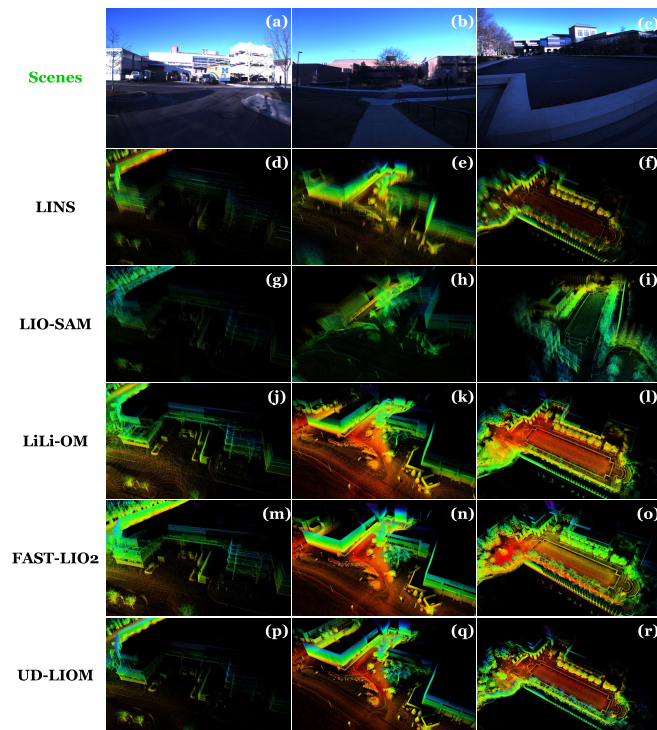 Scenes (a) (b) (c)
LINS (d) (e) (f)
LIO-SAM (g) (h) (i)
LiLi-OM (j) (k) (l)
FAST-LIO2 (m) (n) (o)
UD-LIOM (p) (q) (r)